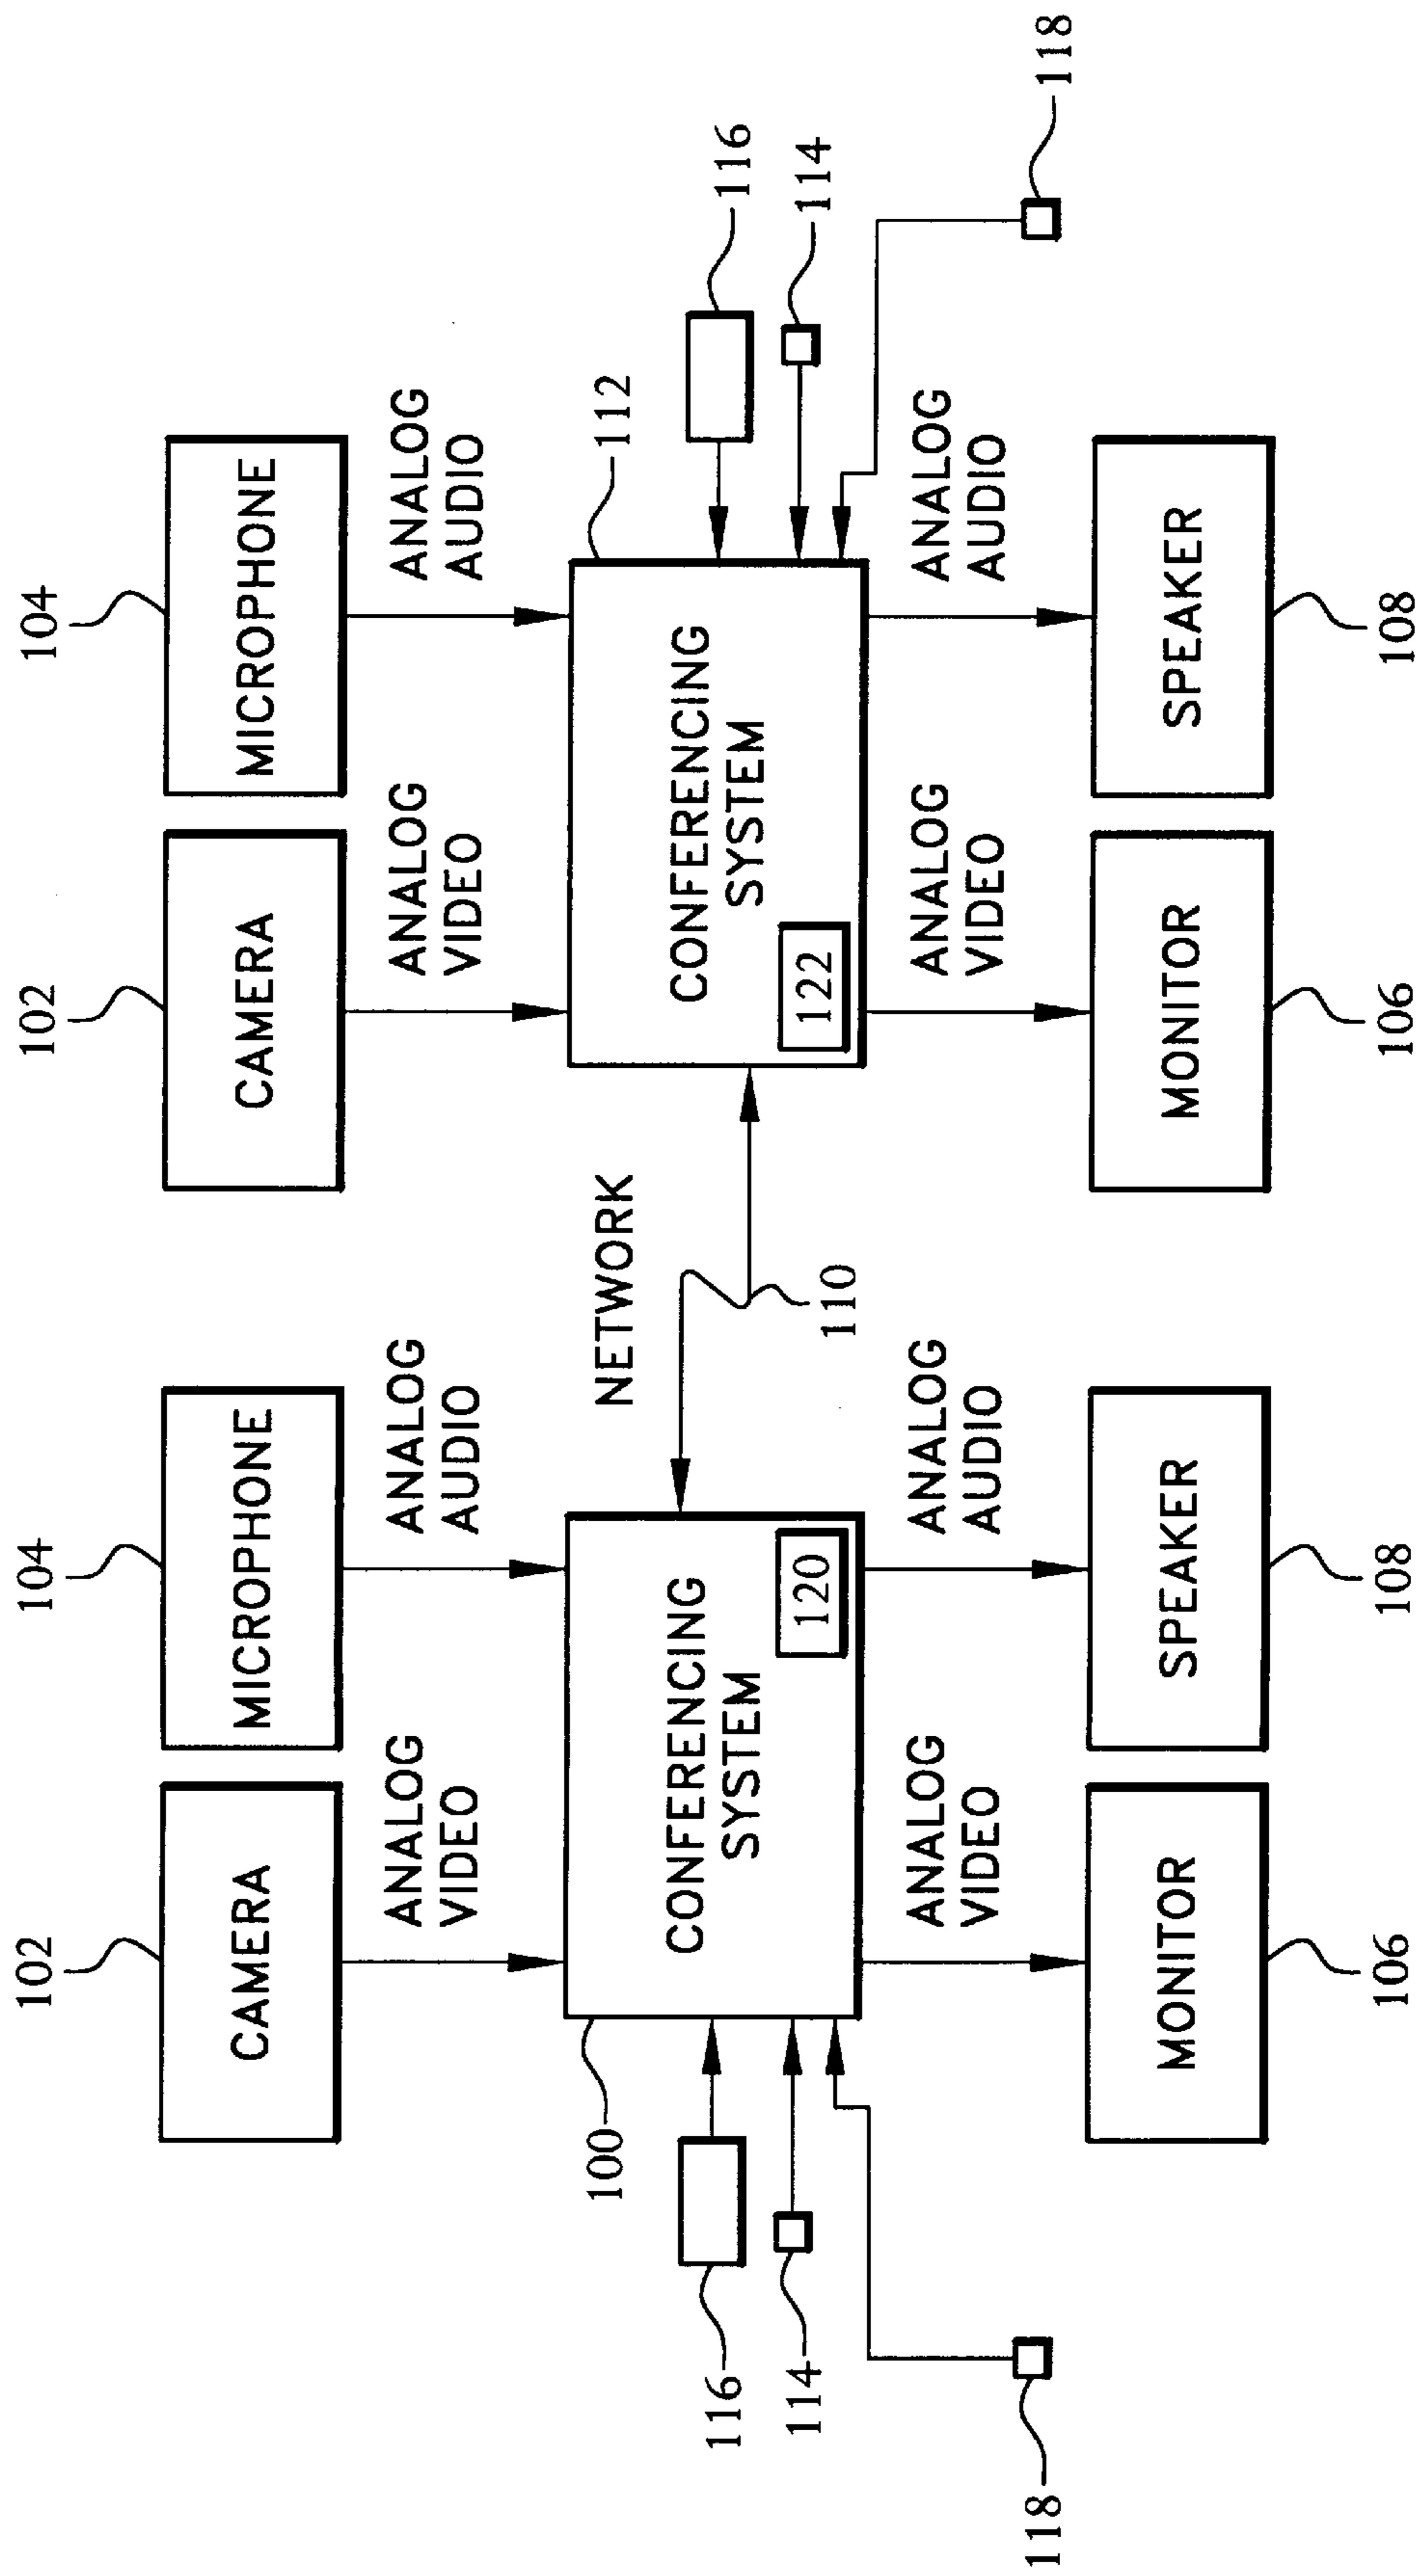 102
104
102
104
CAMERA
MICROPHONE
CAMERA
MICROPHONE
ANALOG
VIDEO
ANALOG
AUDIO
ANALOG
VIDEO
ANALOG
AUDIO
100
NETWORK
112
116
CONFERENCING
SYSTEM
120
110
CONFERENCING
SYSTEM
122
116
114
114
ANALOG
VIDEO
ANALOG
AUDIO
ANALOG
VIDEO
ANALOG
AUDIO
118
118
MONITOR
SPEAKER
MONITOR
SPEAKER
106
108
106
108